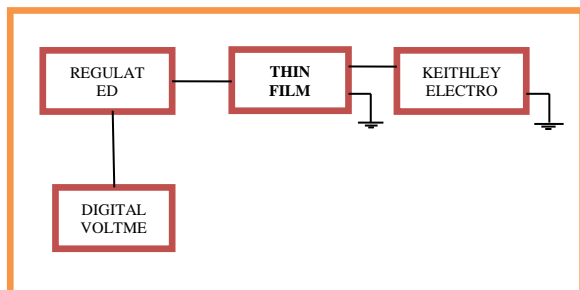 REGULAT
ED
THIN
FILM
KEITHLEY
ELECTRO
DIGITAL
VOLTME